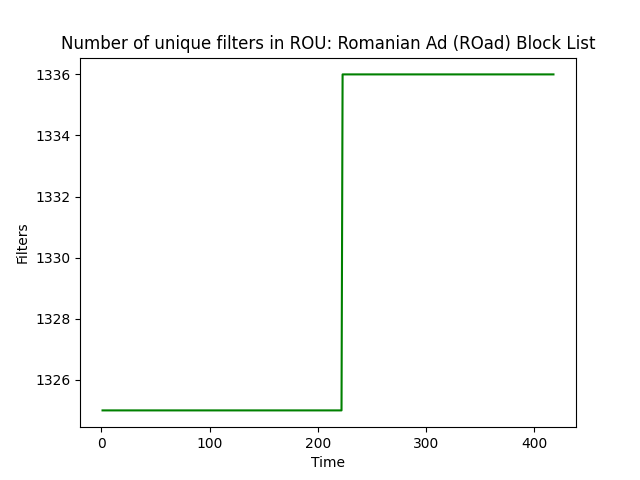 Number of unique filters in ROU: Romanian Ad (ROad) Block List
1336
1334
1332
1330
1328
1326
Filters
0 100 200 300 400
Time